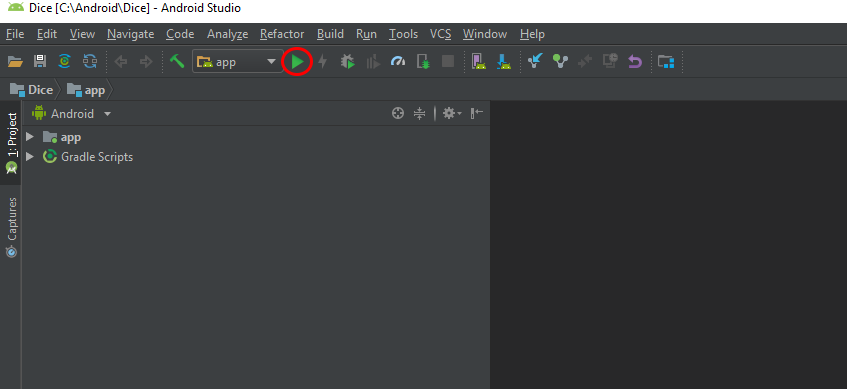 Dice [C:\Android\Dice] - Android Studio
File Edit View Navigate Code Analyze Refactor Build Run Tools VCS Window Help
app
Dice app
1: Project
Android
app
Gradle Scripts
Captures